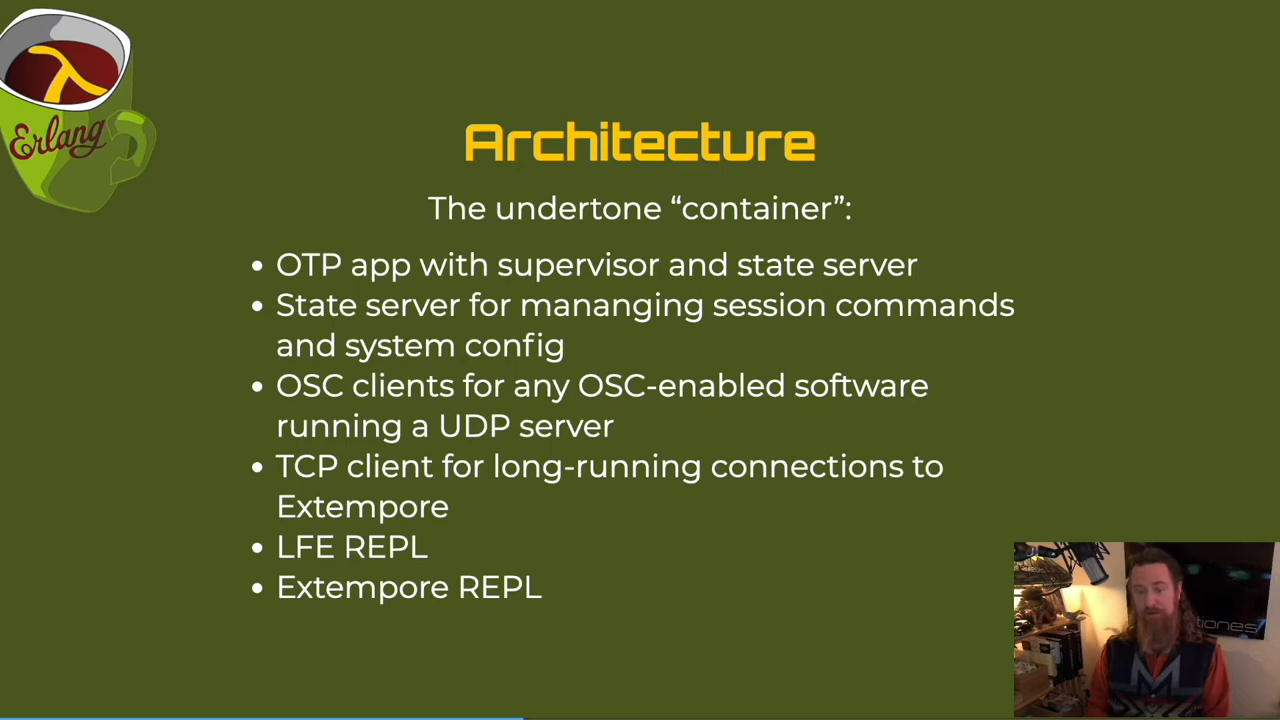 Erlang
Architecture
The undertone “container”:
• OTP app with supervisor and state server
• State server for mananging session commands
and system config
• OSC clients for any OSC-enabled software
running a UDP server
• TCP client for long-running connections to
Extempore
• LFE REPL
• Extempore REPL